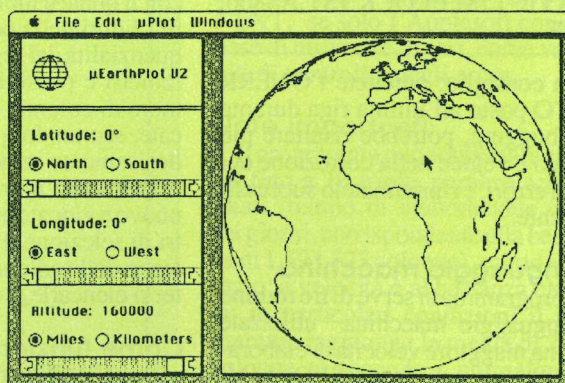 File Edit µPlot Windows
µEarthPlot V2
Latitude: 0°
North South
Longitude: 0°
East West
Altitude: 160000
Miles Kilometers